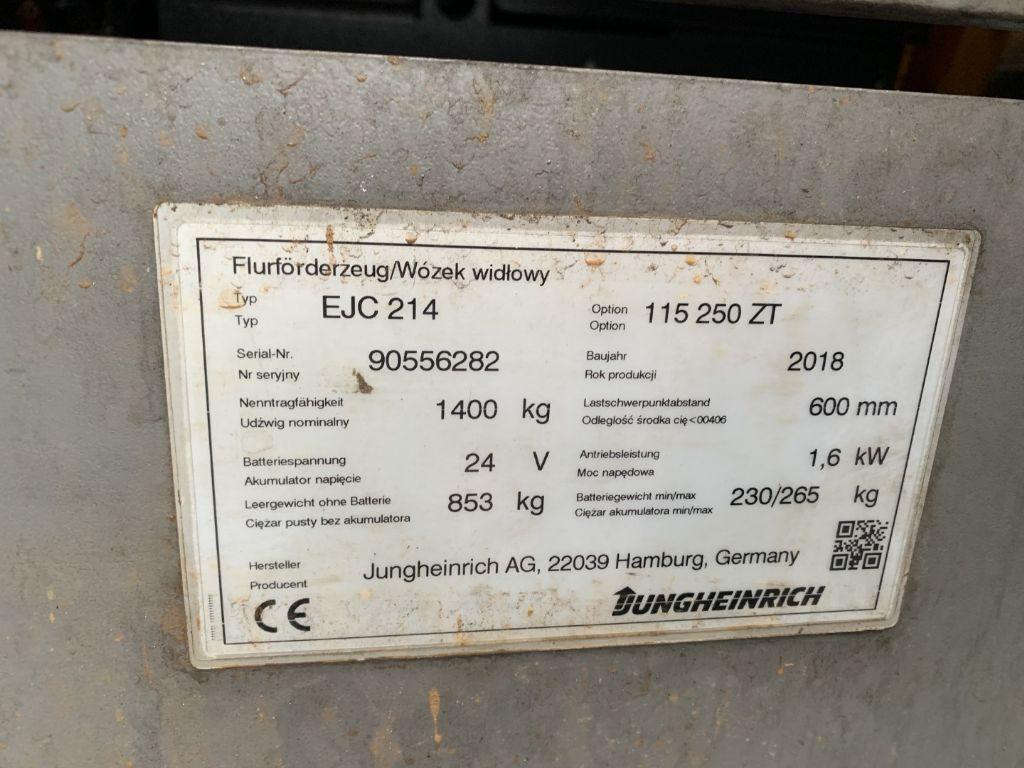 Flurförderzeug/Wózek widłowy
Typ EJC 214 Option 115 250 ZT
Typ Option
Serial-Nr. 90556282 Baujahr 2018
Nr seryjny Rok produkcji
Nenntragfähigkeit 1400 kg Lastschwerpunktabstand 600 mm
Udźwig nominalny Odległość środka cię<00406
Batteriespannung 24 V Antriebsleistung 1,6 kW
Akumulator napięcie Moc napędowa
Leergewicht ohne Batterie 853 kg Batteriegewicht min/max 230/265 kg
Ciężar pusty bez akumulatora Ciężar akumulatora min/max
Hersteller Jungheinrich AG, 22039 Hamburg, Germany
Producent
CE JUNGHEINRICH